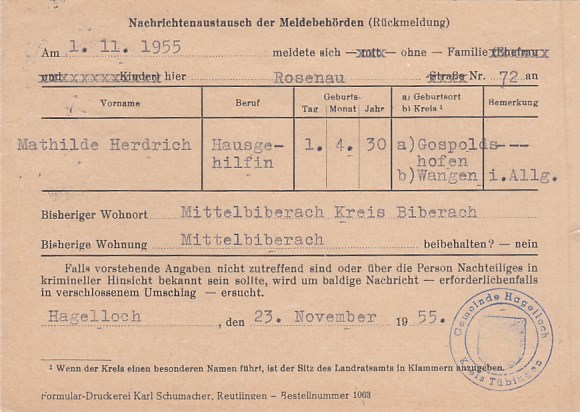 Nachrichtenaustausch der Meldebehörden (Rückmeldung)
Am 1. 11. 1955 meldete sich — mit — ohne — Familie (Ehefrau
und Kinder) hier Rosenau Straße Nr. 72 an
Vorname Beruf Geburts- Tag Monat Jahr a) Geburtsort b) Kreis ¹ Bemerkung
Mathilde Herdrich Hausge- 1. 4. 30 a)Gospolds---
hilfin hofen
b)Wangen i.Allg.
Bisheriger Wohnort Mittelbiberach Kreis Biberach
Bisherige Wohnung Mittelbiberach beibehalten? — nein
Falls vorstehende Angaben nicht zutreffend sind oder über die Person Nachteiliges in
krimineller Hinsicht bekannt sein sollte, wird um baldige Nachricht — erforderlichenfalls
in verschlossenem Umschlag — ersucht.
Hagelloch, den 23. November 1955.
Gemeinde Hagelloch
Kreis Tübingen
¹ Wenn der Kreis einen besonderen Namen führt, ist der Sitz des Landratsamts in Klammern anzugeben.
Formular-Druckerei Karl Schumacher, Reutlingen – Bestellnummer 1063